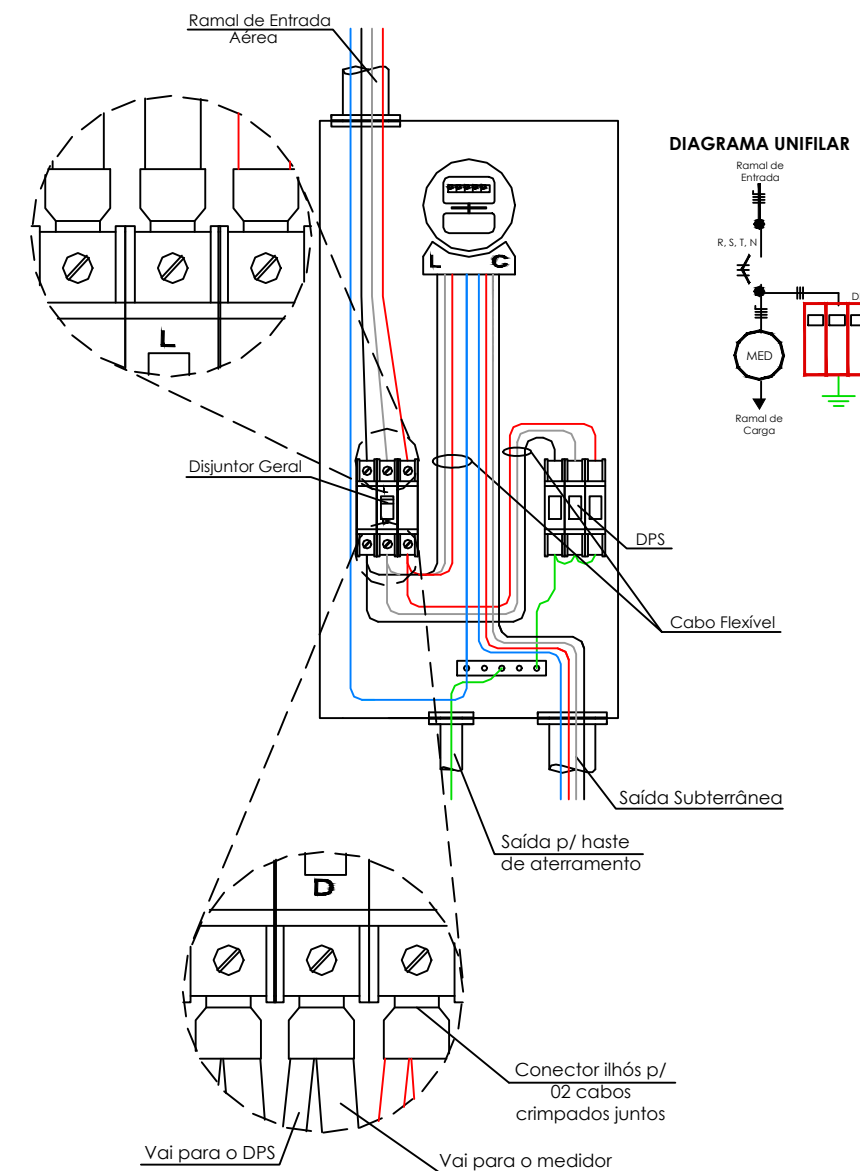 Ramal de Entrada
Aérea
DIAGRAMA UNIFILAR
Ramal de
Entrada
R, S, T, N
L C
D
MED
Ramal de
Carga
L
Disjuntor Geral
DPS
Cabo Flexível
Saída Subterrânea
Saída p/ haste
de aterramento
D
Conector ilhós p/
02 cabos
crimpados juntos
Vai para o DPS
Vai para o medidor